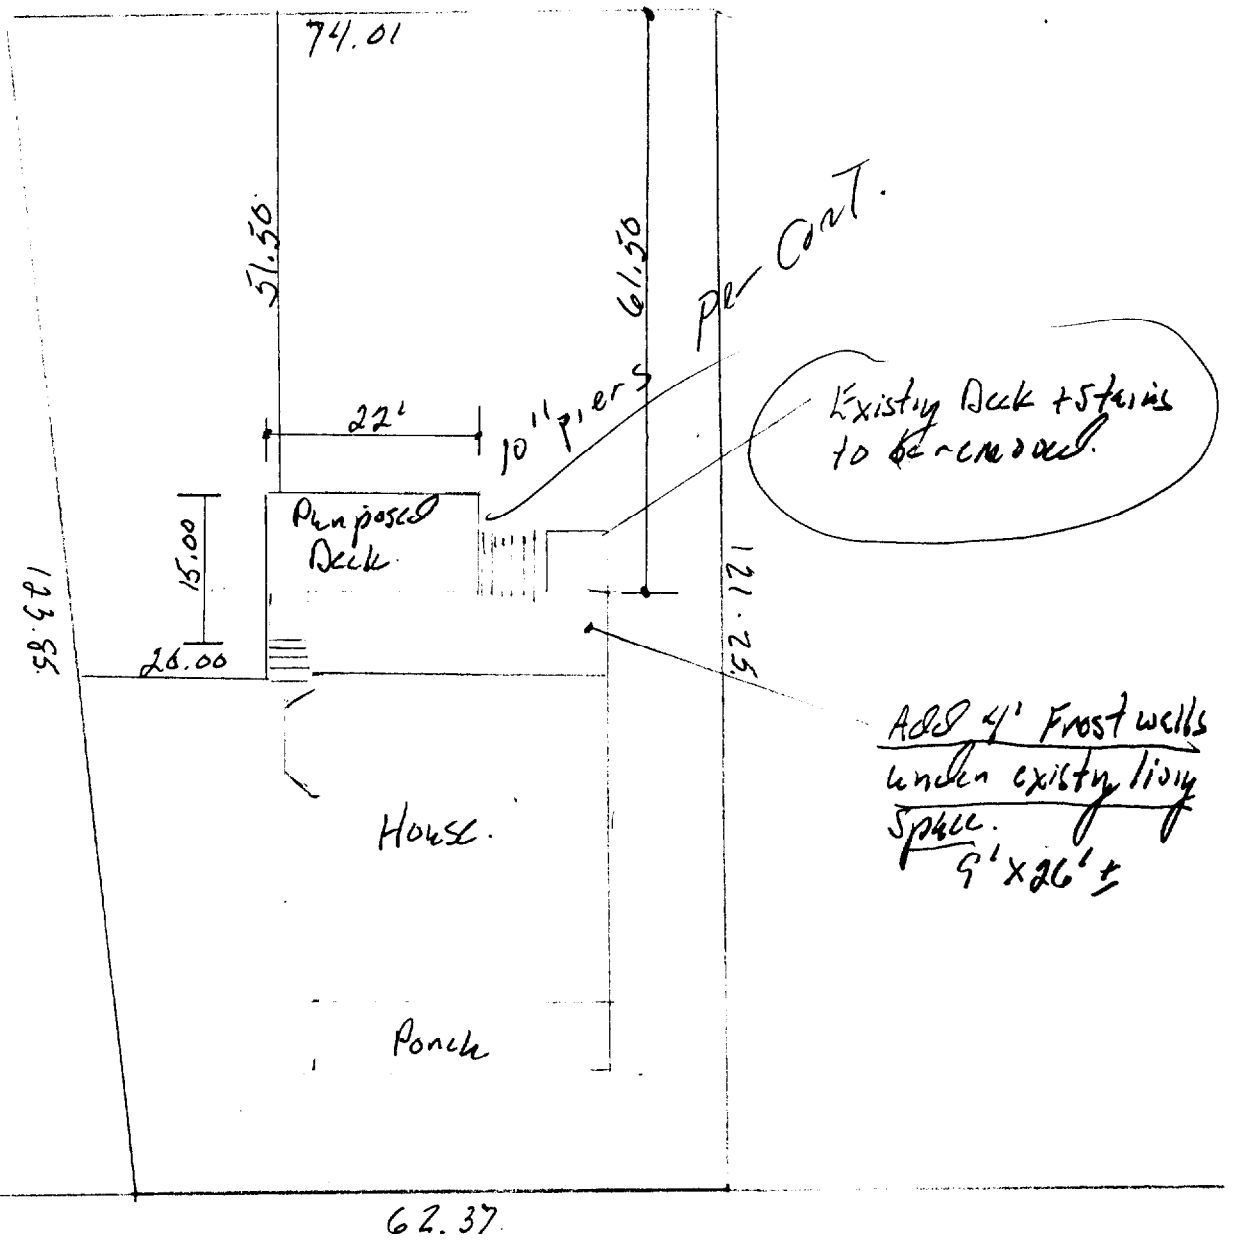 74.01
51.50
61.50
per Cont.
22'
10" piers
Existing Deck + Stairs
to be removed.
Purposed
Deck.
15.00
123.85
121.25
20.00
Add 4' Frost walls
under existing living
Space.
9' x 26' ±
House.
Porch
62.37